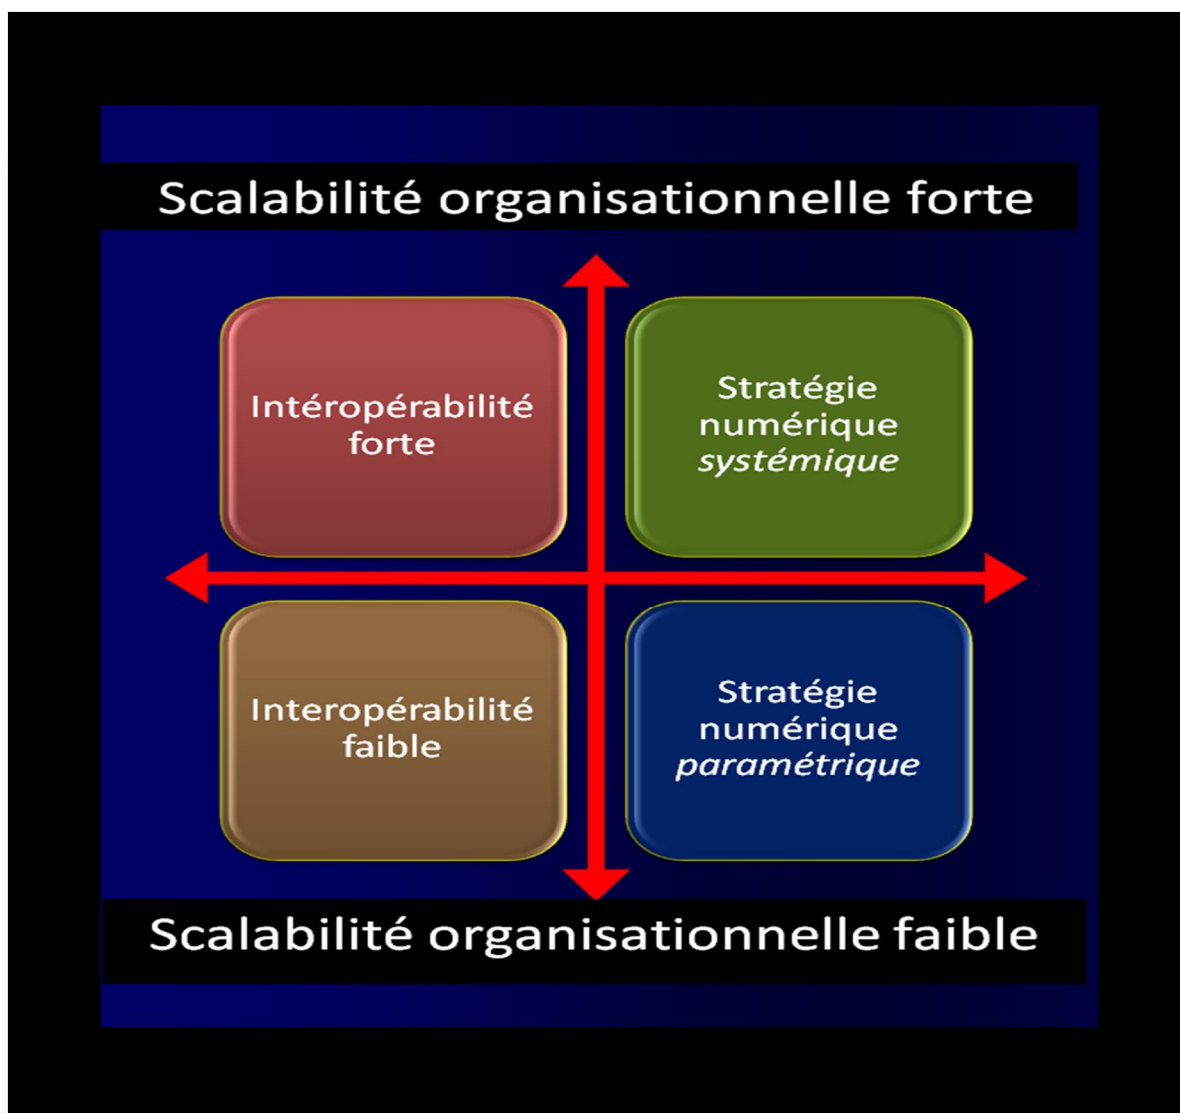 Scalabilité organisationnelle forte
Intéropérabilité
forte
Stratégie
numérique
systémique
Interopérabilité
faible
Stratégie
numérique
paramétrique
Scalabilité organisationnelle faible